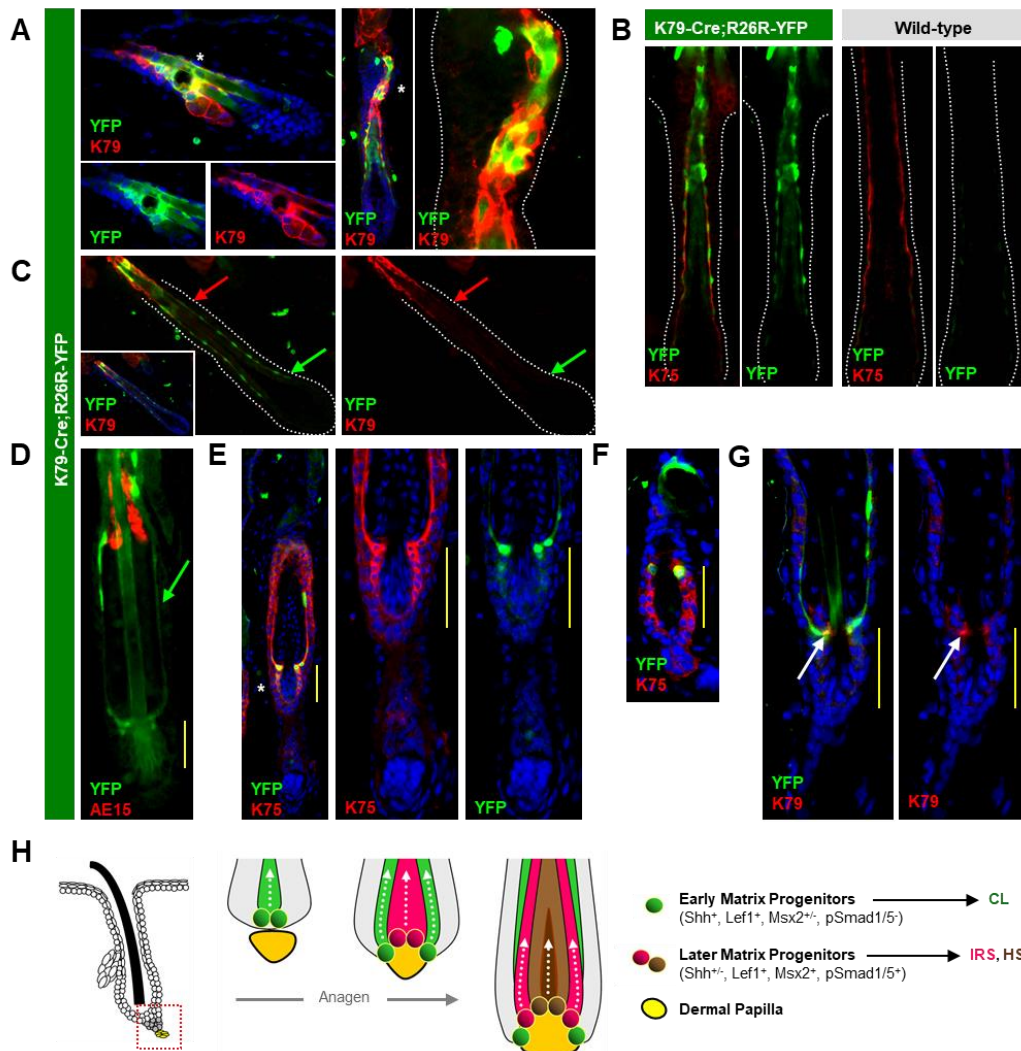 A
B
K79-Cre;R26R-YFP
Wild-type
*
*
YFP
K79
YFP
K79
YFP
K79
YFP
K79
YFP
K75
YFP
YFP
K75
YFP
C
K79-Cre;R26R-YFP
YFP
K79
YFP
K79
D
E
F
G
YFP
AE15
*
YFP
K75
K75
YFP
YFP
K75
YFP
K79
K79
H
Anagen
Early Matrix Progenitors
CL
(Shh+, Lef1+, Msx2+/-, pSmad1/5-)
Later Matrix Progenitors
IRS, HS
(Shh+/-, Lef1+, Msx2+, pSmad1/5+)
Dermal Papilla